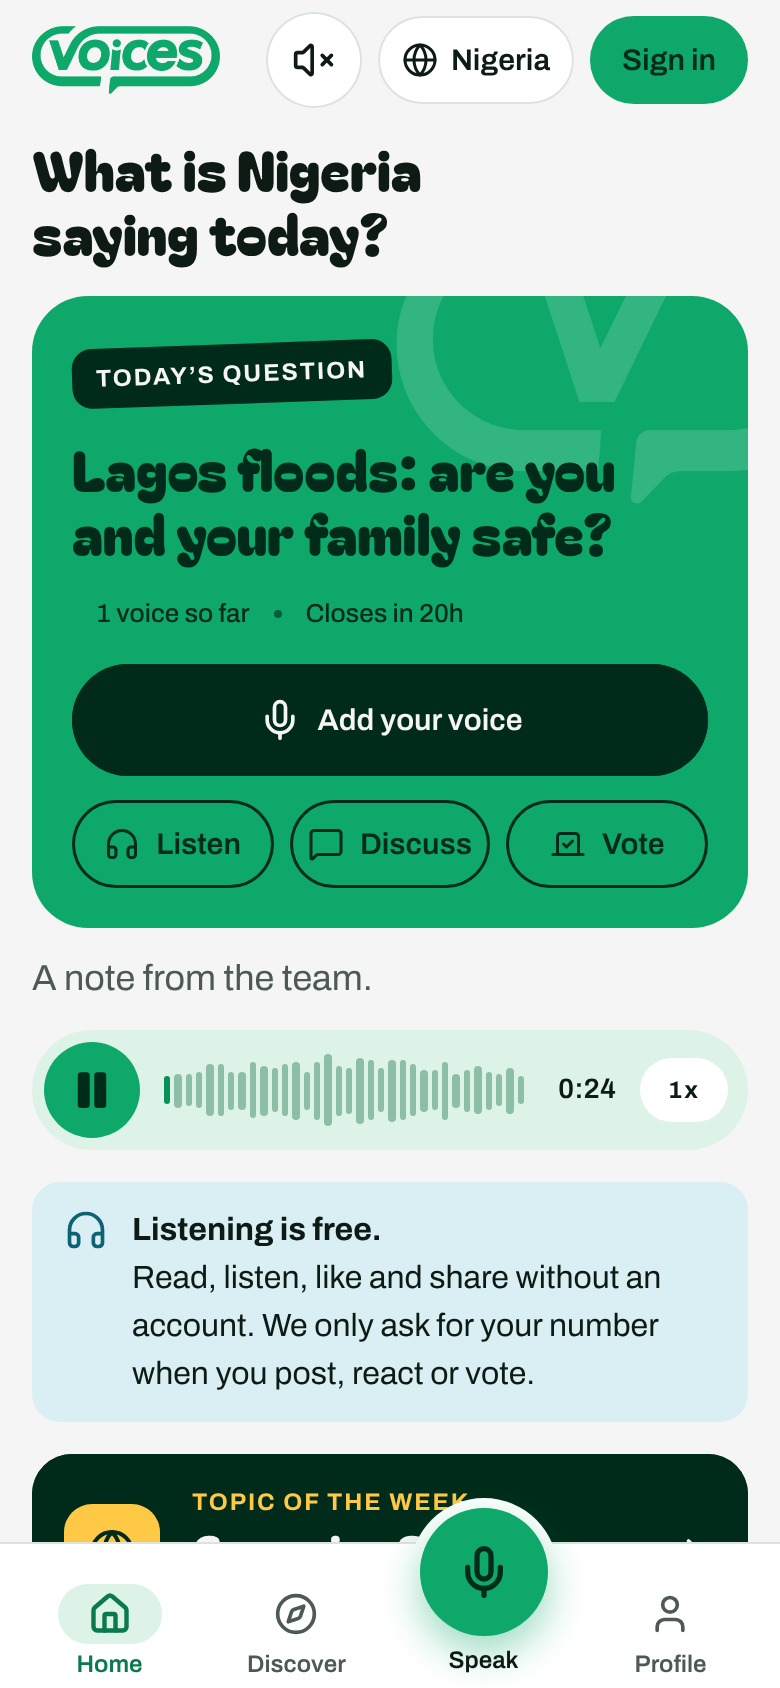 voices
Nigeria
Sign in
What is Nigeria
saying today?
TODAY’S QUESTION
Lagos floods: are you
and your family safe?
1 voice so far • Closes in 20h
Add your voice
Listen
Discuss
Vote
A note from the team.
0:24
1x
Listening is free.
Read, listen, like and share without an
account. We only ask for your number
when you post, react or vote.
TOPIC OF THE WEEK
Home
Discover
Speak
Profile